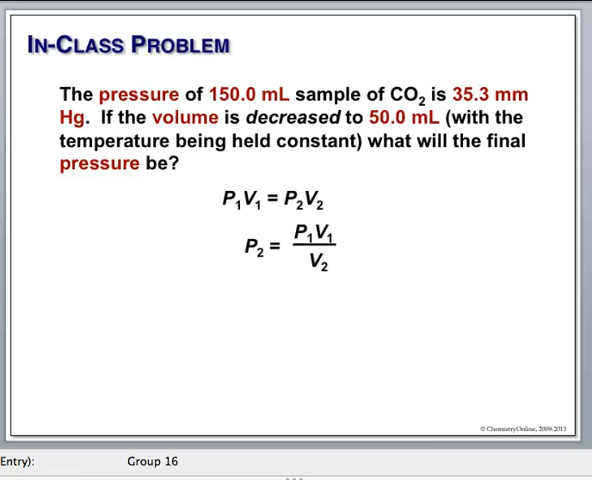 IN-CLASS PROBLEM
The pressure of 150.0 mL sample of CO₂ is 35.3 mm
Hg. If the volume is decreased to 50.0 mL (with the
temperature being held constant) what will the final
pressure be?
P₁V₁ = P₂V₂
P₂ = P₁V₁
V₂
© ChemistryOnline, 2009-2013
Entry):
Group 16